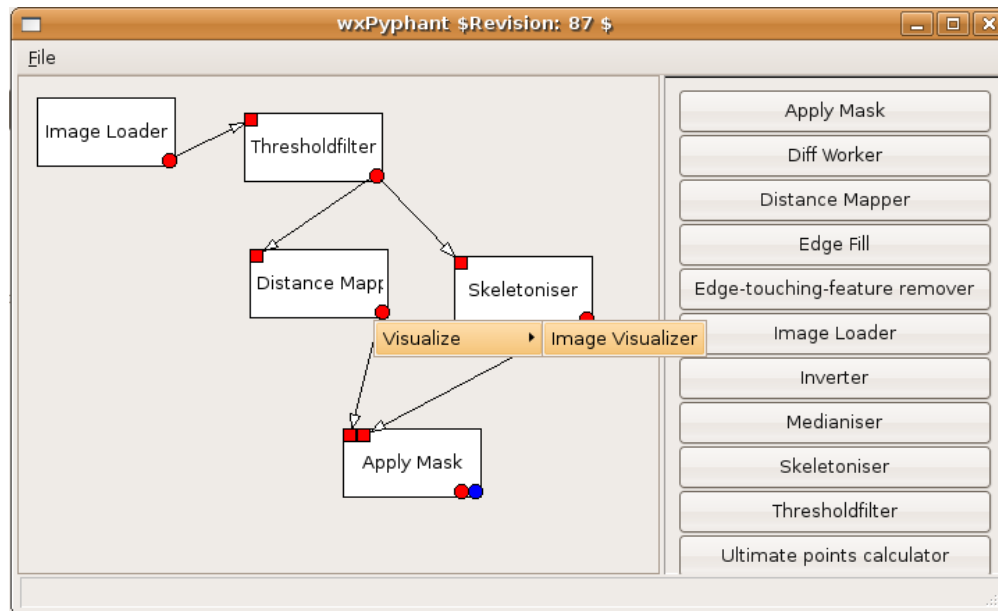 wxPyphant $Revision: 87 $
File
Image Loader
Thresholdfilter
Distance Mapp
Skeletoniser
Visualize
Image Visualizer
Apply Mask
Apply Mask
Diff Worker
Distance Mapper
Edge Fill
Edge-touching-feature remover
Image Loader
Inverter
Medianiser
Skeletoniser
Thresholdfilter
Ultimate points calculator